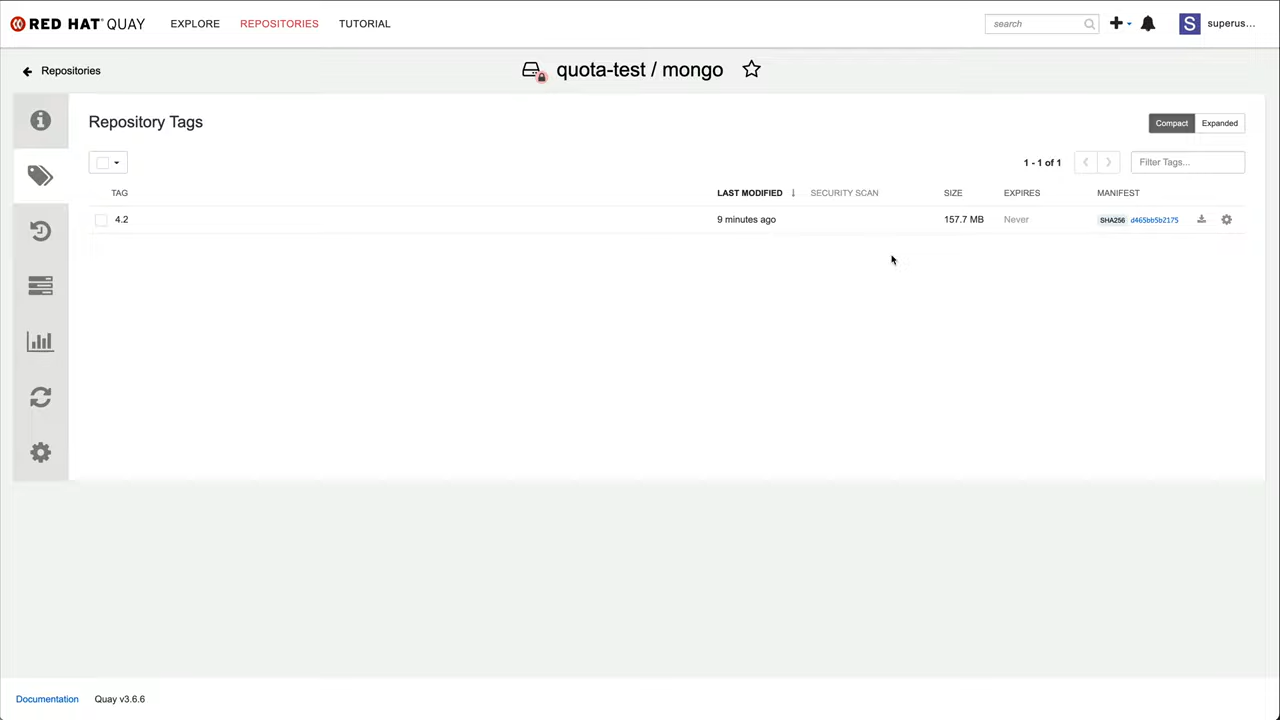 RED HAT QUAY EXPLORE REPOSITORIES TUTORIAL search S superus...
Repositories quota-test / mongo
Repository Tags Compact Expanded
1 - 1 of 1 Filter Tags...
TAG LAST MODIFIED ↓ SECURITY SCAN SIZE EXPIRES MANIFEST
4.2 9 minutes ago 157.7 MB Never SHA256 d465bb5b2175
Documentation Quay v3.6.6